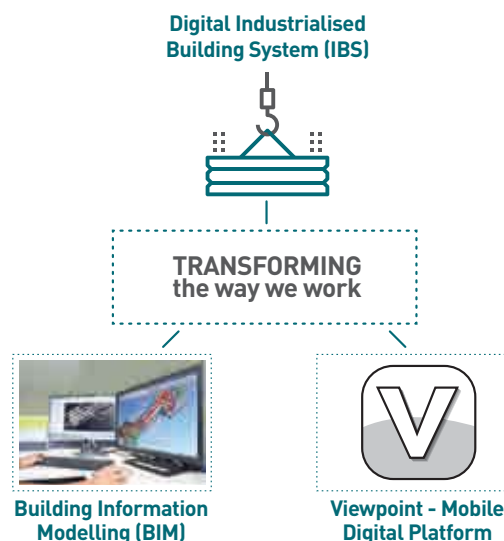 Digital Industrialised
Building System (IBS)
TRANSFORMING
the way we work
V
Building Information
Modelling (BIM)
Viewpoint - Mobile
Digital Platform